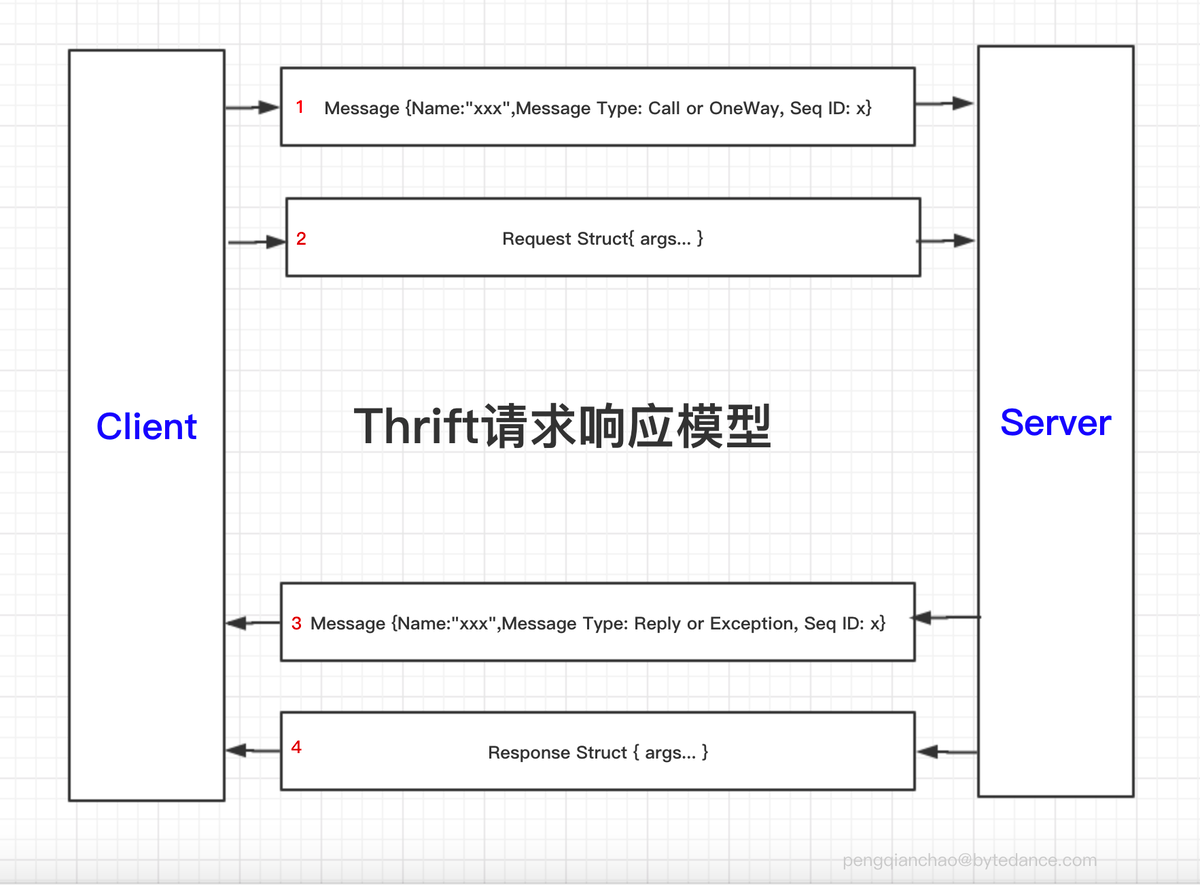 1 Message {Name:"xxx",Message Type: Call or OneWay, Seq ID: x}
2 Request Struct{ args... }
Client
Thrift请求响应模型
Server
3 Message {Name:"xxx",Message Type: Reply or Exception, Seq ID: x}
4 Response Struct { args... }
pengqianchao@bytedance.com